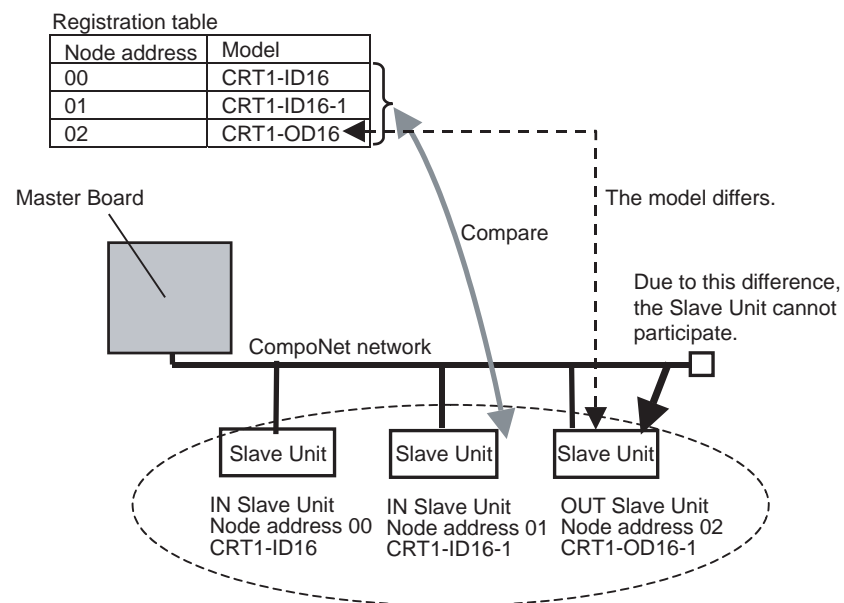 Registration table
Node address Model
00 CRT1-ID16
01 CRT1-ID16-1
02 CRT1-OD16
Master Board
The model differs.
Compare
Due to this difference,
the Slave Unit cannot
participate.
CompoNet network
Slave Unit
Slave Unit
Slave Unit
IN Slave Unit
Node address 00
CRT1-ID16
IN Slave Unit
Node address 01
CRT1-ID16-1
OUT Slave Unit
Node address 02
CRT1-OD16-1